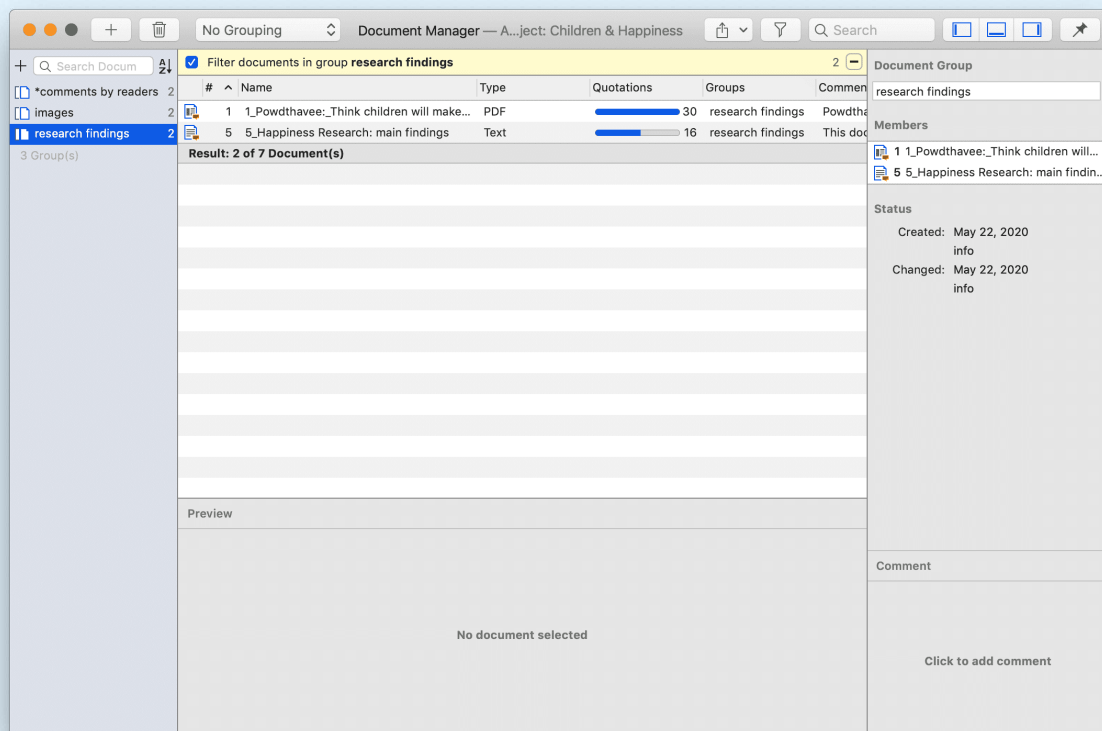 No Grouping
Document Manager — A...ject: Children & Happiness
Search
Search Docum
*comments by readers 2
images 2
research findings 2
3 Group(s)
Filter documents in group research findings 2
# Name Type Quotations Groups Commen
1 1_Powdthavee:_Think children will make... PDF 30 research findings Powdtha
5 5_Happiness Research: main findings Text 16 research findings This doc
Result: 2 of 7 Document(s)
Preview
No document selected
Document Group
research findings
Members
1 1_Powdthavee:_Think children will...
5 5_Happiness Research: main findin...
Status
Created: May 22, 2020
info
Changed: May 22, 2020
info
Comment
Click to add comment